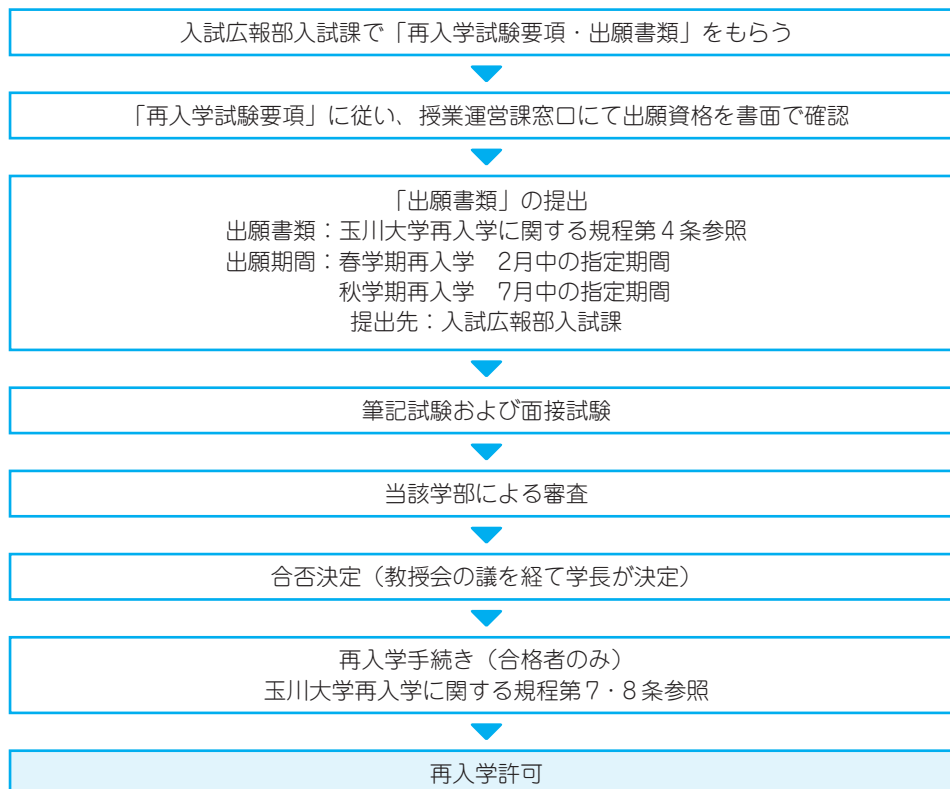 入試広報部入試課で「再入学試験要項・出願書類」をもらう
「再入学試験要項」に従い、授業運営課窓口にて出願資格を書面で確認
「出願書類」の提出
出願書類：玉川大学再入学に関する規程第４条参照
出願期間：春学期再入学　2月中の指定期間
秋学期再入学　7月中の指定期間
提出先：入試広報部入試課
筆記試験および面接試験
当該学部による審査
合否決定（教授会の議を経て学長が決定）
再入学手続き（合格者のみ）
玉川大学再入学に関する規程第７・８条参照
再入学許可